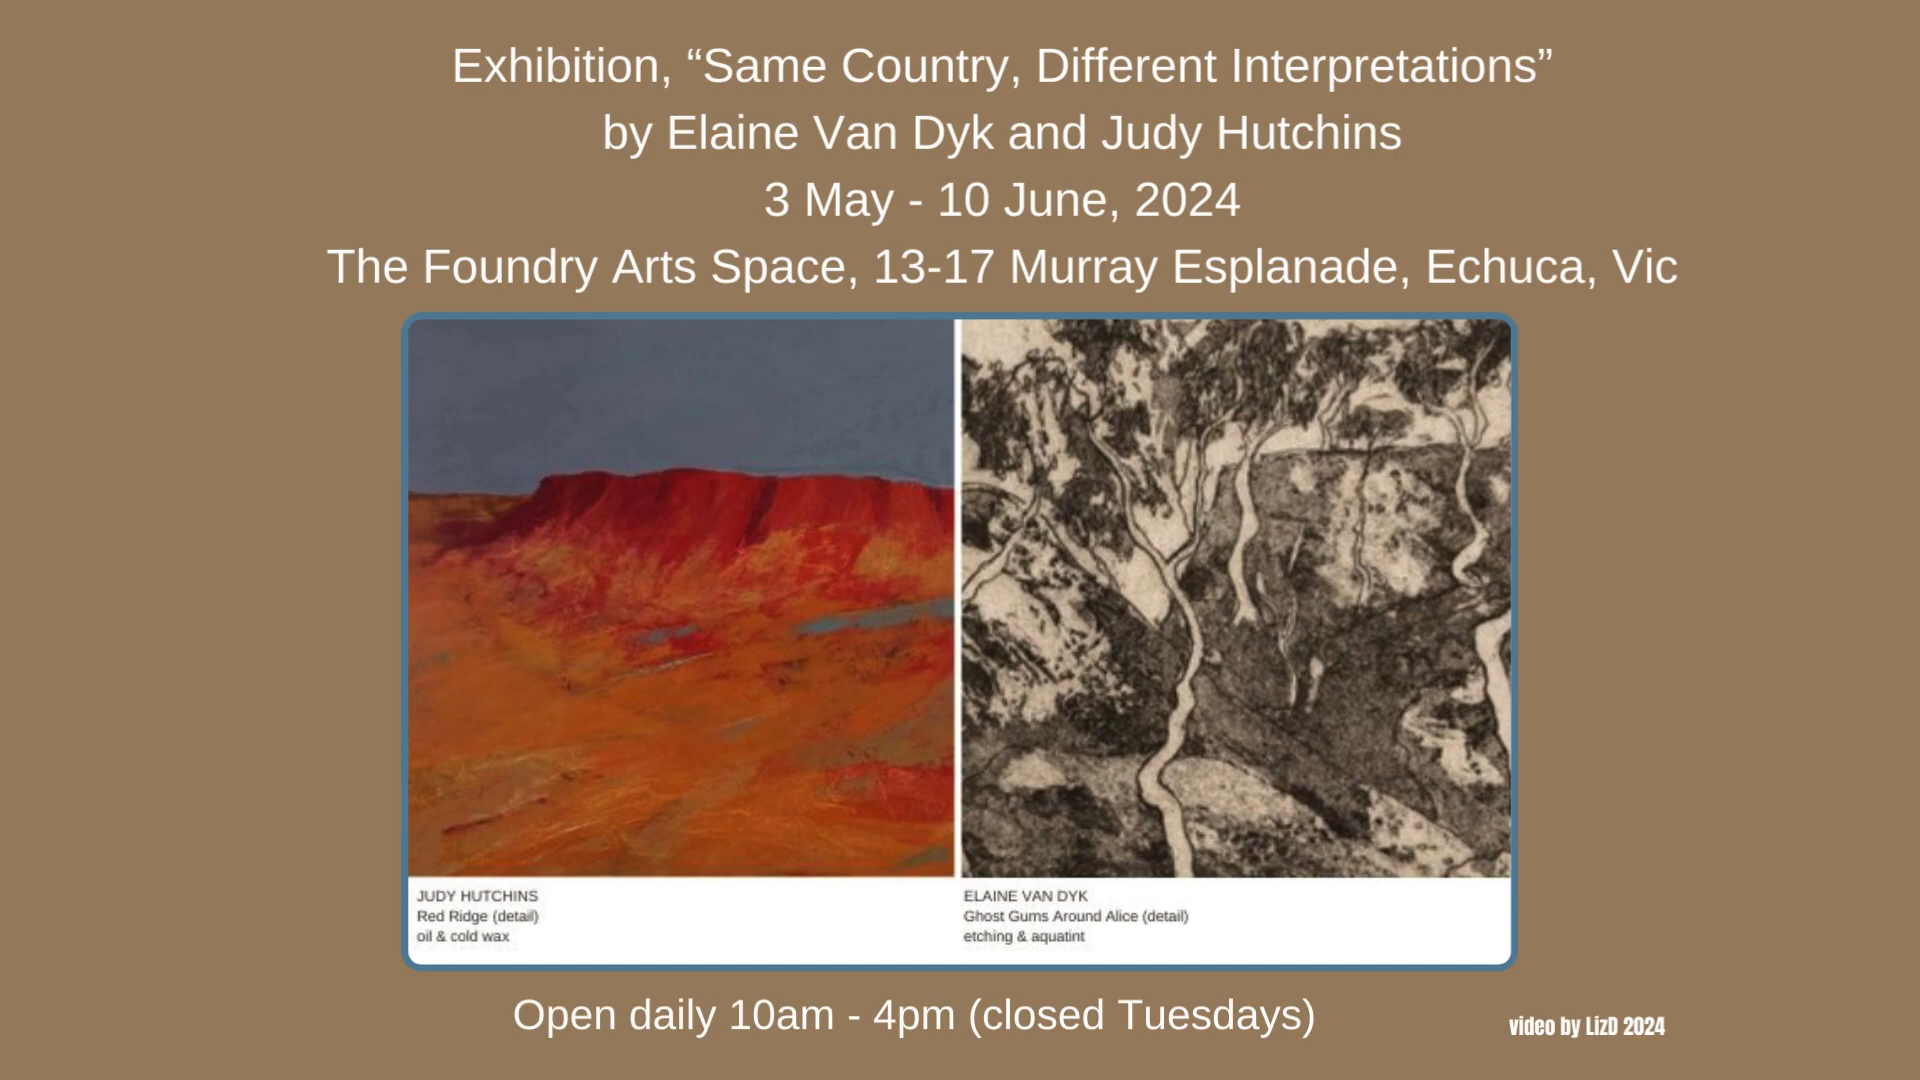 Exhibition, “Same Country, Different Interpretations”
by Elaine Van Dyk and Judy Hutchins
3 May - 10 June, 2024
The Foundry Arts Space, 13-17 Murray Esplanade, Echuca, Vic
JUDY HUTCHINS
Red Ridge (detail)
oil & cold wax
ELAINE VAN DYK
Ghost Gums Around Alice (detail)
etching & aquatint
Open daily 10am - 4pm (closed Tuesdays)
video by LizD 2024